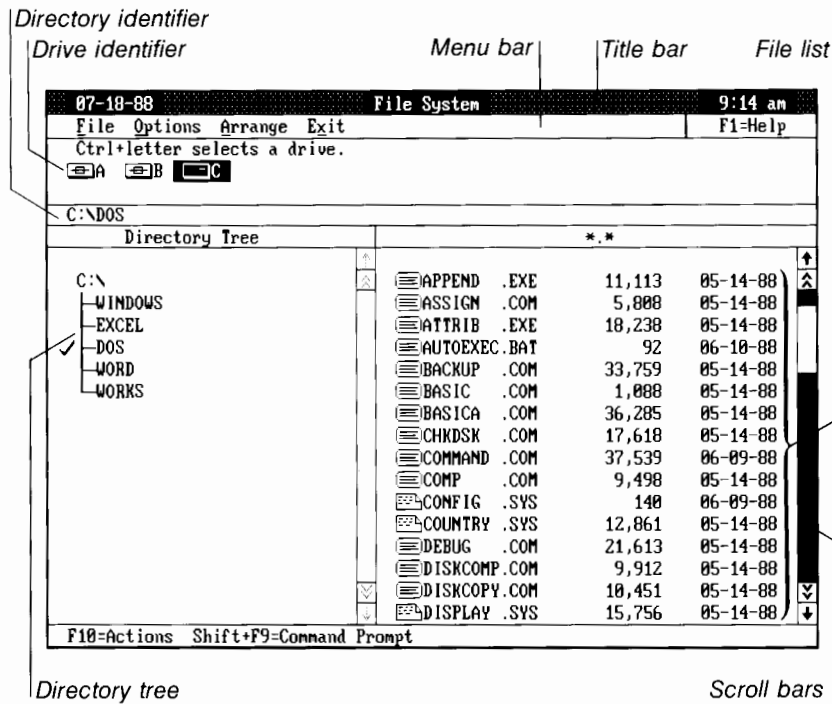 Directory identifier
Drive identifier Menu bar Title bar File list
07-18-88 File System 9:14 am
File Options Arrange Exit F1=Help
Ctrl+letter selects a drive.
A B C
C:\DOS
Directory Tree *.*
C:\
WINDOWS
EXCEL
DOS
WORD
WORKS
APPEND .EXE 11,113 05-14-88
ASSIGN .COM 5,808 05-14-88
ATTRIB .EXE 18,238 05-14-88
AUTOEXEC.BAT 92 06-10-88
BACKUP .COM 33,759 05-14-88
BASIC .COM 1,088 05-14-88
BASICA .COM 36,285 05-14-88
CHKDSK .COM 17,618 05-14-88
COMMAND .COM 37,539 06-09-88
COMP .COM 9,498 05-14-88
CONFIG .SYS 140 06-09-88
COUNTRY .SYS 12,861 05-14-88
DEBUG .COM 21,613 05-14-88
DISKCOMP.COM 9,912 05-14-88
DISKCOPY.COM 10,451 05-14-88
DISPLAY .SYS 15,756 05-14-88
F10=Actions Shift+F9=Command Prompt
Directory tree Scroll bars